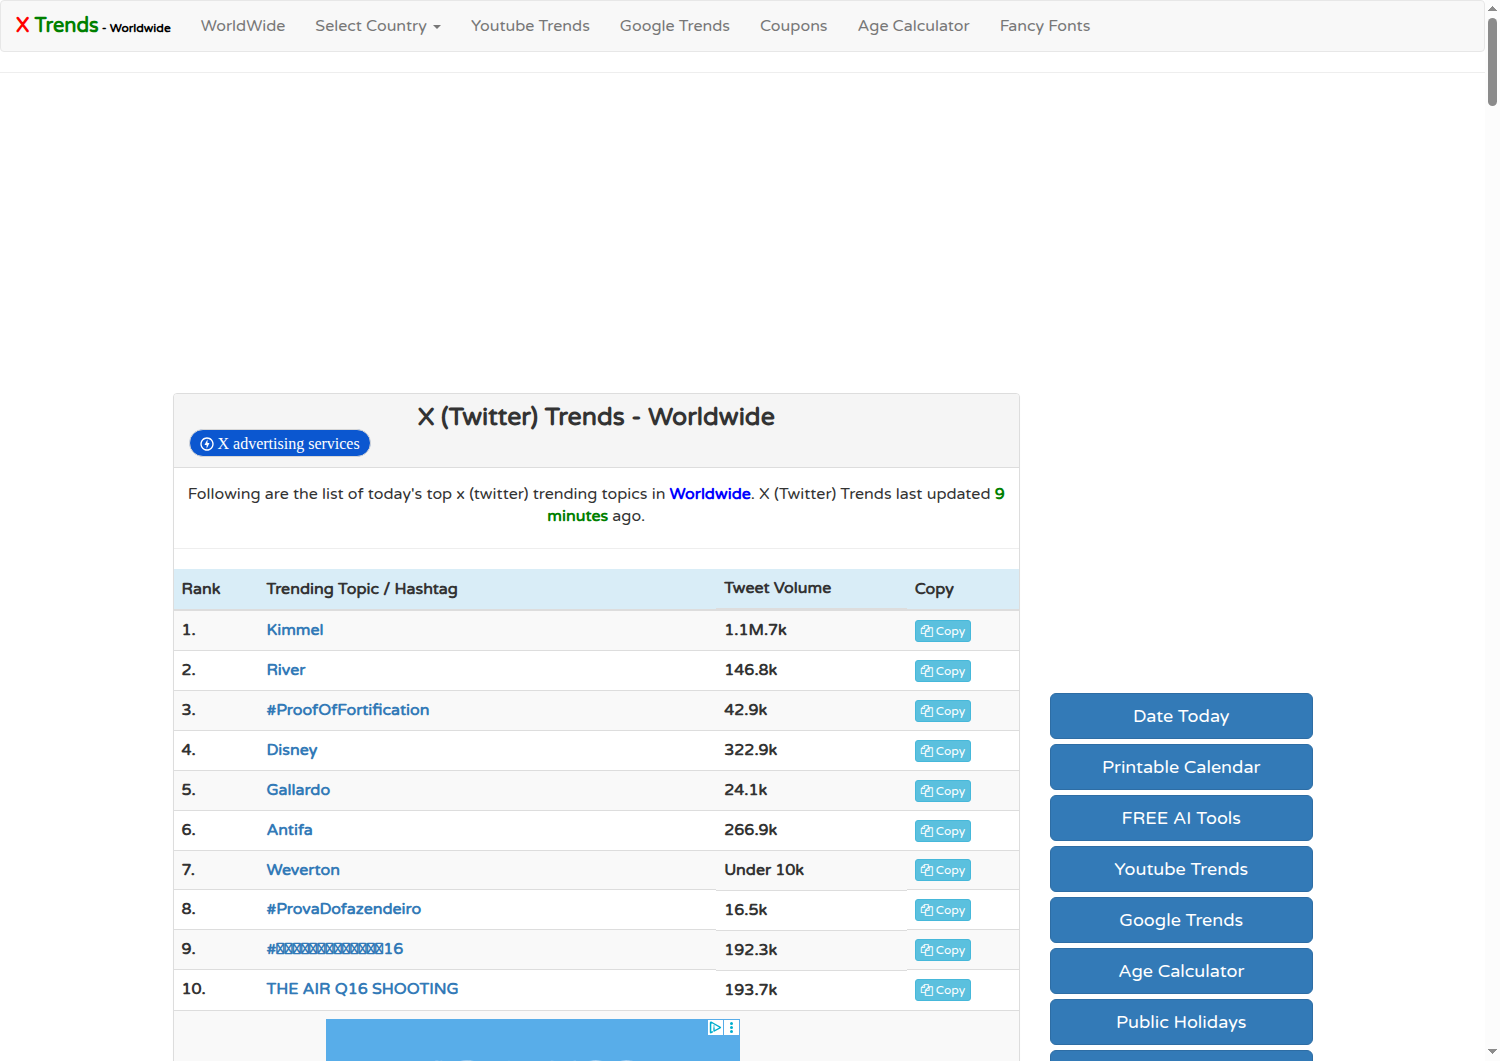 X Trends - Worldwide
WorldWide
Select Country
Youtube Trends
Google Trends
Coupons
Age Calculator
Fancy Fonts
X (Twitter) Trends - Worldwide
X advertising services
Following are the list of today's top x (twitter) trending topics in Worldwide. X (Twitter) Trends last updated 9
minutes ago.
Rank Trending Topic / Hashtag Tweet Volume Copy
1. Kimmel 1.1M.7k Copy
2. River 146.8k Copy
3. #ProofOfFortification 42.9k Copy
4. Disney 322.9k Copy
5. Gallardo 24.1k Copy
6. Antifa 266.9k Copy
7. Weverton Under 10k Copy
8. #ProvaDofazendeiro 16.5k Copy
9. 192.3k Copy
10. THE AIR Q16 SHOOTING 193.7k Copy
Date Today
Printable Calendar
FREE AI Tools
Youtube Trends
Google Trends
Age Calculator
Public Holidays